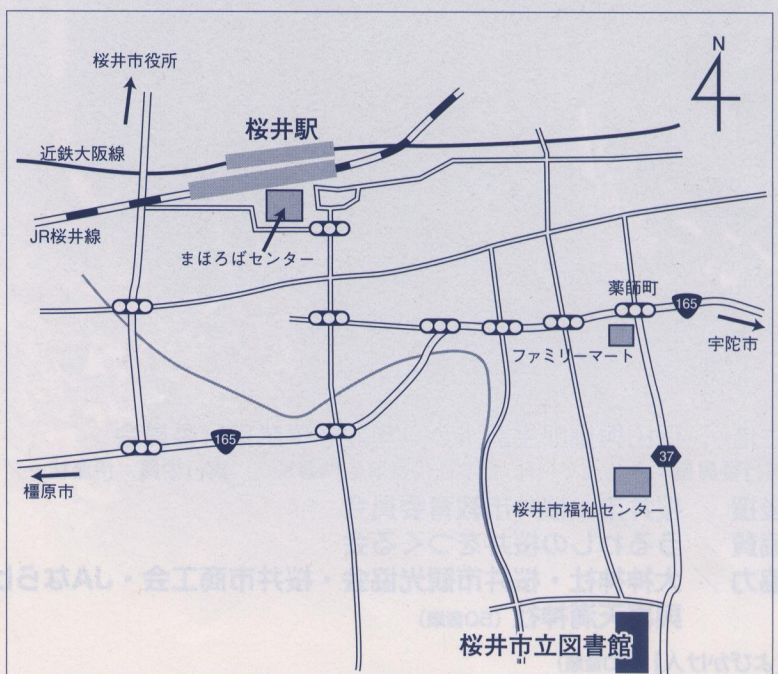 桜井市役所
N
桜井駅
近鉄大阪線
JR桜井線
まほろばセンター
薬師町
165
宇陀市
ファミリーマート
165
橿原市
37
桜井市福祉センター
桜井市立図書館